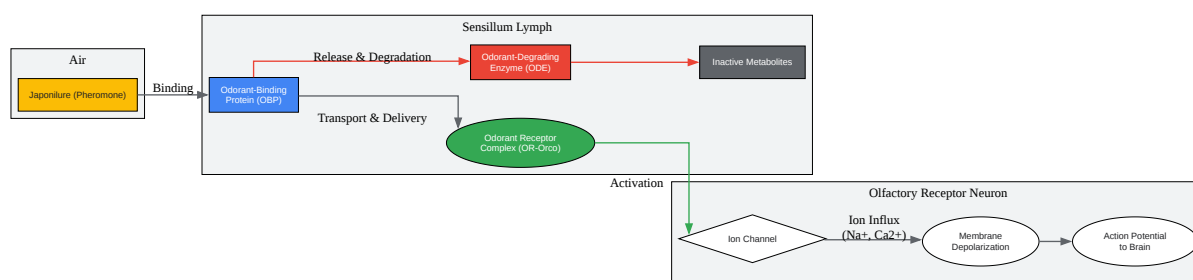 Sensillum Lymph
Air
Japonilure (Pheromone)
Binding
Odorant-Binding
Protein (OBP)
Release & Degradation
Odorant-Degrading
Enzyme (ODE)
Inactive Metabolites
Transport & Delivery
Odorant Receptor
Complex (OR-Orco)
Activation
Olfactory Receptor Neuron
Ion Channel
Ion Influx
(Na+, Ca2+)
Membrane
Depolarization
Action Potential
to Brain